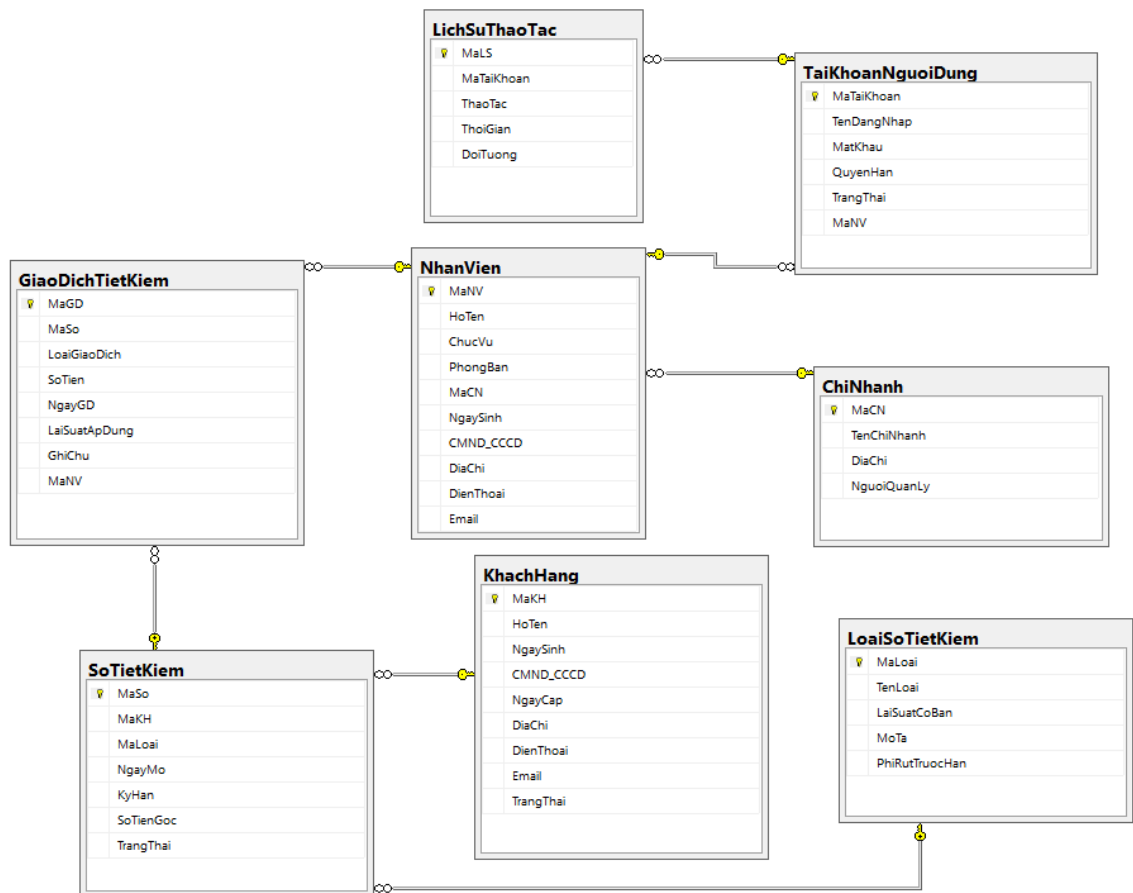 LichSuThaoTac
MaLS
MaTaiKhoan
ThaoTac
ThoiGian
DoiTuong
TaiKhoanNguoiDung
MaTaiKhoan
TenDangNhap
MatKhau
QuyenHan
TrangThai
MaNV
GiaoDichTietKiem
MaGD
MaSo
LoaiGiaoDich
SoTien
NgayGD
LaiSuatApDung
GhiChu
MaNV
NhanVien
MaNV
HoTen
ChucVu
PhongBan
MaCN
NgaySinh
CMND_CCCD
DiaChi
DienThoai
Email
ChiNhanh
MaCN
TenChiNhanh
DiaChi
NguoiQuanLy
SoTietKiem
MaSo
MaKH
MaLoai
NgayMo
KyHan
SoTienGoc
TrangThai
KhachHang
MaKH
HoTen
NgaySinh
CMND_CCCD
NgayCap
DiaChi
DienThoai
Email
TrangThai
LoaiSoTietKiem
MaLoai
TenLoai
LaiSuatCoBan
MoTa
PhiRutTruocHan